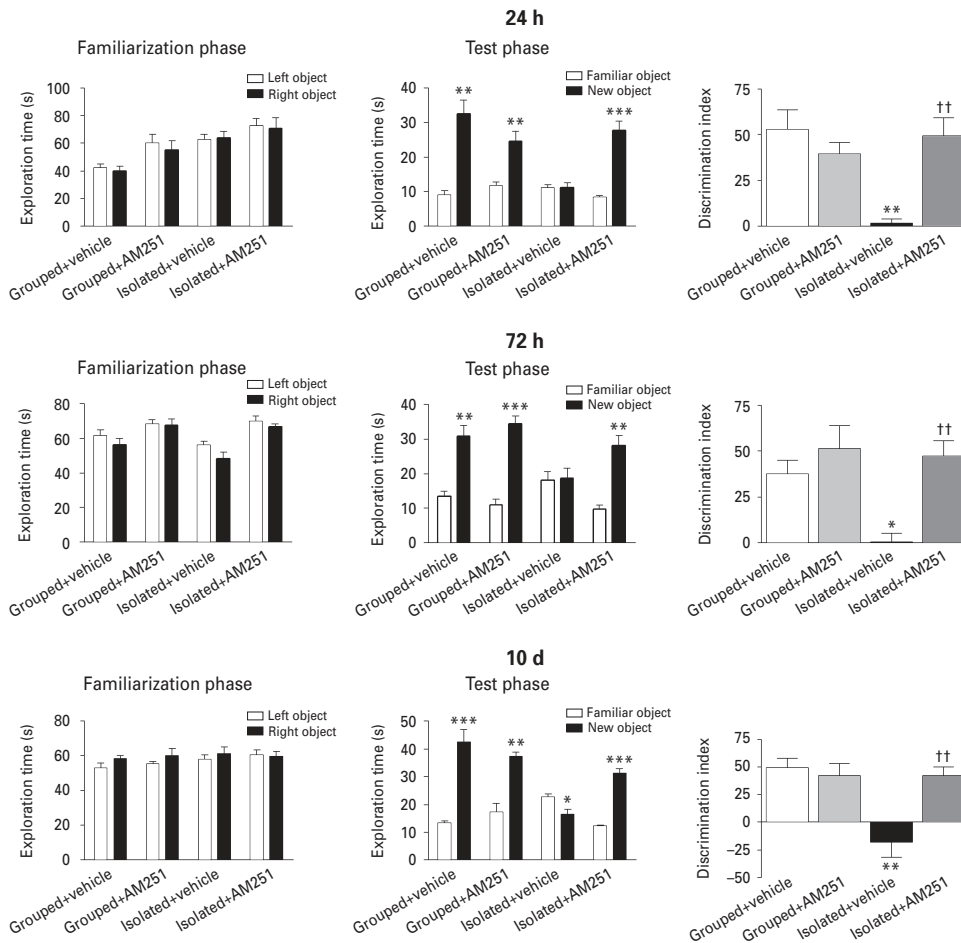 24 h
Familiarization phase
Left object
Right object
Exploration time (s)
100
80
60
40
20
0
Grouped+vehicle
Grouped+AM251
Isolated+vehicle
Isolated+AM251
Test phase
Familiar object
New object
Exploration time (s)
40
30
20
10
0
**
**
***
Grouped+vehicle
Grouped+AM251
Isolated+vehicle
Isolated+AM251
Discrimination index
75
50
25
0
**
††
Grouped+vehicle
Grouped+AM251
Isolated+vehicle
Isolated+AM251
72 h
Familiarization phase
Left object
Right object
Exploration time (s)
80
60
40
20
0
Grouped+vehicle
Grouped+AM251
Isolated+vehicle
Isolated+AM251
Test phase
Familiar object
New object
Exploration time (s)
40
30
20
10
0
**
***
**
Grouped+vehicle
Grouped+AM251
Isolated+vehicle
Isolated+AM251
Discrimination index
75
50
25
0
*
††
Grouped+vehicle
Grouped+AM251
Isolated+vehicle
Isolated+AM251
10 d
Familiarization phase
Left object
Right object
Exploration time (s)
80
60
40
20
0
Grouped+vehicle
Grouped+AM251
Isolated+vehicle
Isolated+AM251
Test phase
Familiar object
New object
Exploration time (s)
50
40
30
20
10
0
***
**
*
***
Grouped+vehicle
Grouped+AM251
Isolated+vehicle
Isolated+AM251
Discrimination index
75
50
25
0
–25
–50
**
††
Grouped+vehicle
Grouped+AM251
Isolated+vehicle
Isolated+AM251